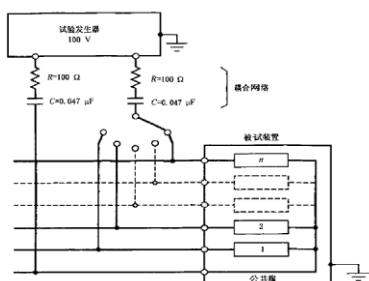 试验发生器
100 V
R=100 Ω
R=100 Ω
C=0.047 μF
C=0.047 μF
耦合网络
被试装置
n
2
1
公共端